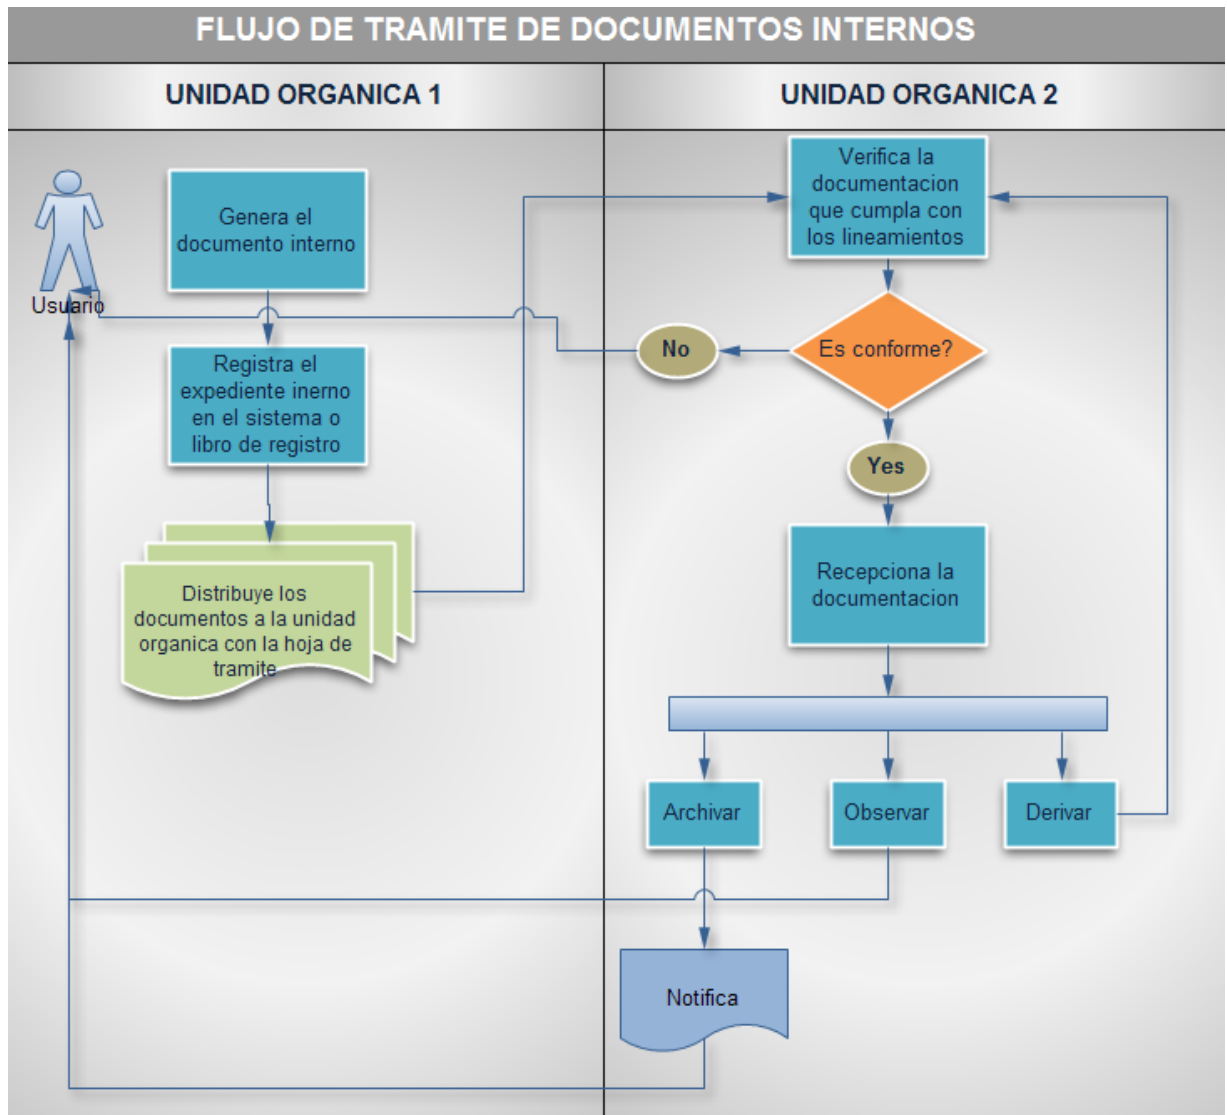 FLUJO DE TRAMITE DE DOCUMENTOS INTERNOS
UNIDAD ORGANICA 1
UNIDAD ORGANICA 2
Usuario
Genera el
documento interno
Registra el
expediente inerno
en el sistema o
libro de registro
Distribuye los
documentos a la unidad
organica con la hoja de
tramite
Verifica la
documentacion
que cumpla con
los lineamientos
Es conforme?
No
Yes
Recepciona la
documentacion
Archivar
Observar
Derivar
Notifica